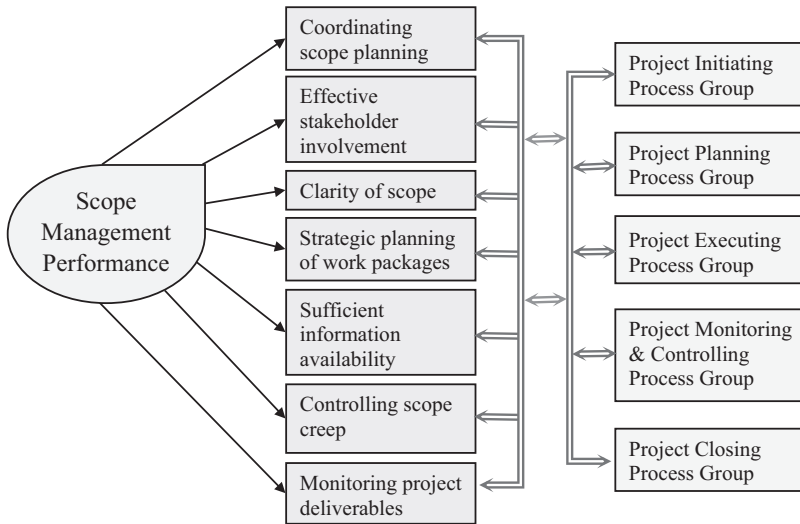 Scope
Management
Performance
Coordinating
scope planning
Effective
stakeholder
involvement
Clarity of scope
Strategic planning
of work packages
Sufficient
information
availability
Controlling scope
creep
Monitoring project
deliverables
Project Initiating
Process Group
Project Planning
Process Group
Project Executing
Process Group
Project Monitoring
& Controlling
Process Group
Project Closing
Process Group